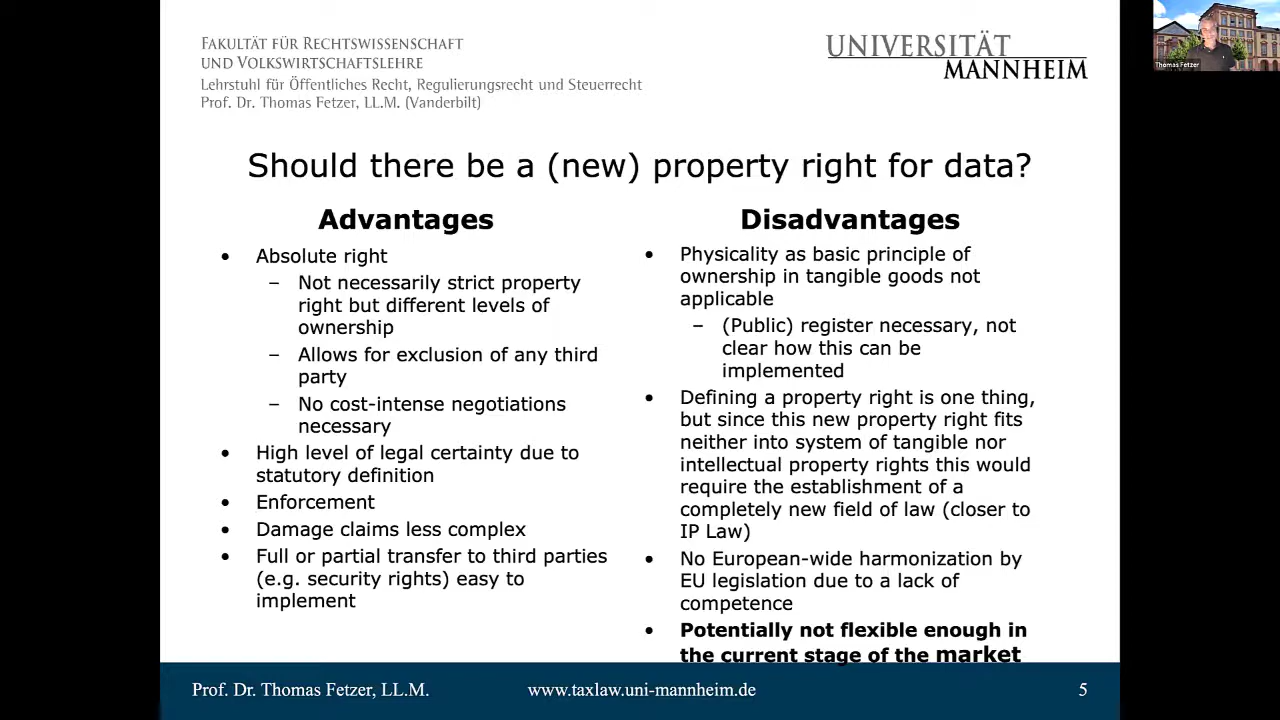 FAKULTÄT FÜR RECHTSWISSENSCHAFT
UND VOLKSWIRTSCHAFTSLEHRE
Lehrstuhl für Öffentliches Recht, Regulierungsrecht und Steuerrecht
Prof. Dr. Thomas Fetzer, LL.M. (Vanderbilt)
UNIVERSITÄT
MANNHEIM
Thomas Fetzer
Should there be a (new) property right for data?
Advantages
• Absolute right
– Not necessarily strict property
right but different levels of
ownership
– Allows for exclusion of any third
party
– No cost-intense negotiations
necessary
• High level of legal certainty due to
statutory definition
• Enforcement
• Damage claims less complex
• Full or partial transfer to third parties
(e.g. security rights) easy to
implement
Disadvantages
• Physicality as basic principle of
ownership in tangible goods not
applicable
– (Public) register necessary, not
clear how this can be
implemented
• Defining a property right is one thing,
but since this new property right fits
neither into system of tangible nor
intellectual property rights this would
require the establishment of a
completely new field of law (closer to
IP Law)
• No European-wide harmonization by
EU legislation due to a lack of
competence
• Potentially not flexible enough in
the current stage of the market
Prof. Dr. Thomas Fetzer, LL.M.
www.taxlaw.uni-mannheim.de
5